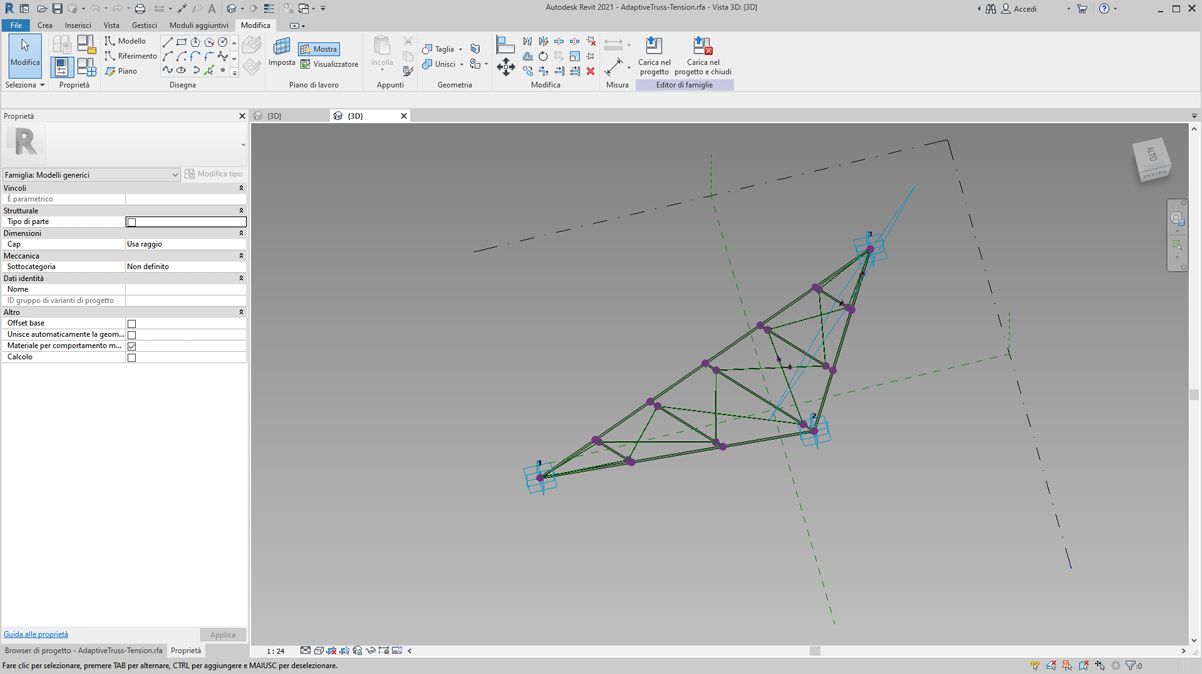 Autodesk Revit 2021 - AdaptiveTruss-Tension.rfa - Vista 3D: {3D}
Accedi
File Crea Inserisci Vista Gestisci Moduli aggiuntivi Modifica
Modifica
Modello
Riferimento
Piano
Imposta
Mostra
Visualizzatore
Incolla
Taglia
Unisci
Carica nel progetto
Carica nel progetto e chiudi
Seleziona Proprietà Disegna Piano di lavoro Appunti Geometria Modifica Misura Editor di famiglie
Proprietà
{3D} {3D}
R
Famiglia: Modelli generici Modifica tipo
Vincoli
È parametrico
Strutturale
Tipo di parte
Dimensioni
Cap Usa raggio
Meccanica
Sottocategoria Non definito
Dati identità
Nome
ID gruppo di varianti di progetto
Altro
Offset base
Unisce automaticamente la geom...
Materiale per comportamento m...
Calcolo
ALTO
3
2
1
Guida alle proprietà Applica
Browser di progetto - AdaptiveTruss-Tension.rfa Proprietà
1 : 24
Fare clic per selezionare, premere TAB per alternare, CTRL per aggiungere e MAIUSC per deselezionare.
:0